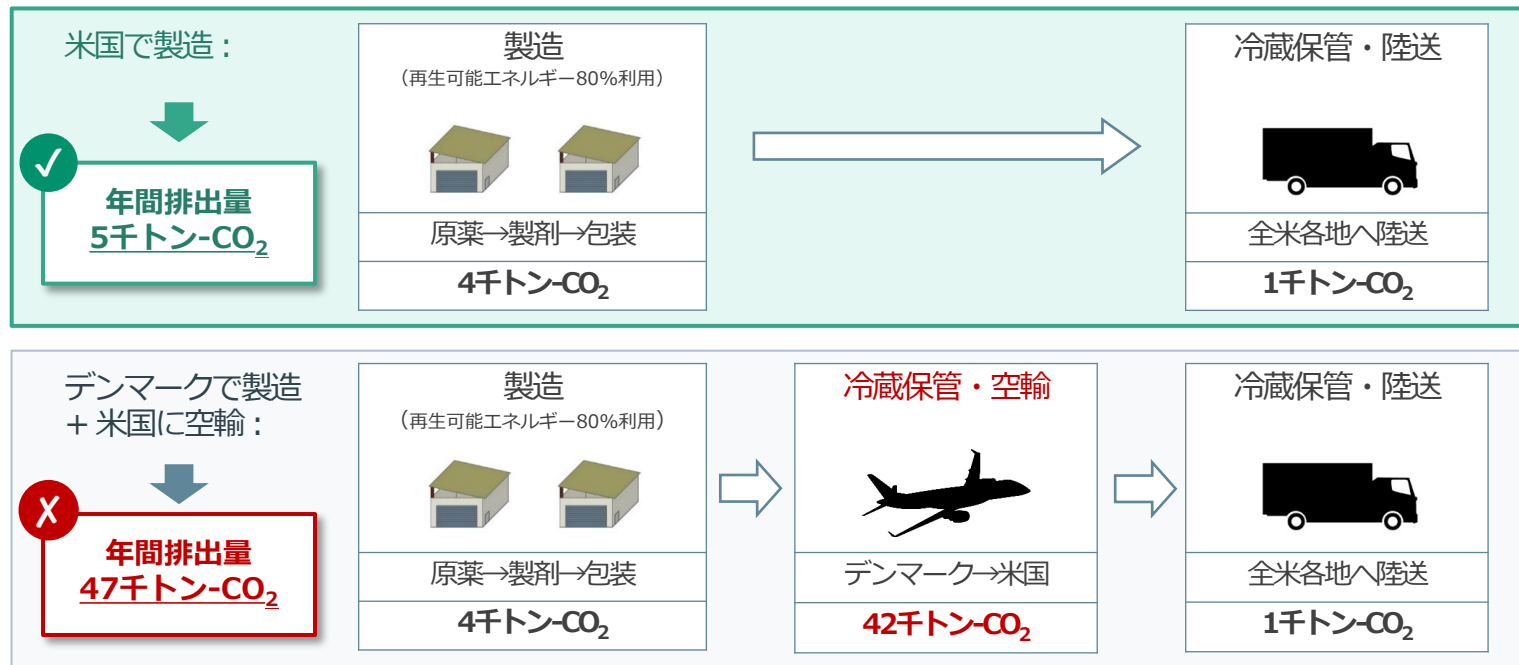 米国で製造：
✓
年間排出量
5千トン-CO₂
製造
（再生可能エネルギー80%利用）
原薬→製剤→包装
4千トン-CO₂
冷蔵保管・陸送
全米各地へ陸送
1千トン-CO₂
デンマークで製造
+ 米国に空輸：
✗
年間排出量
47千トン-CO₂
製造
（再生可能エネルギー80%利用）
原薬→製剤→包装
4千トン-CO₂
冷蔵保管・空輸
デンマーク→米国
42千トン-CO₂
冷蔵保管・陸送
全米各地へ陸送
1千トン-CO₂